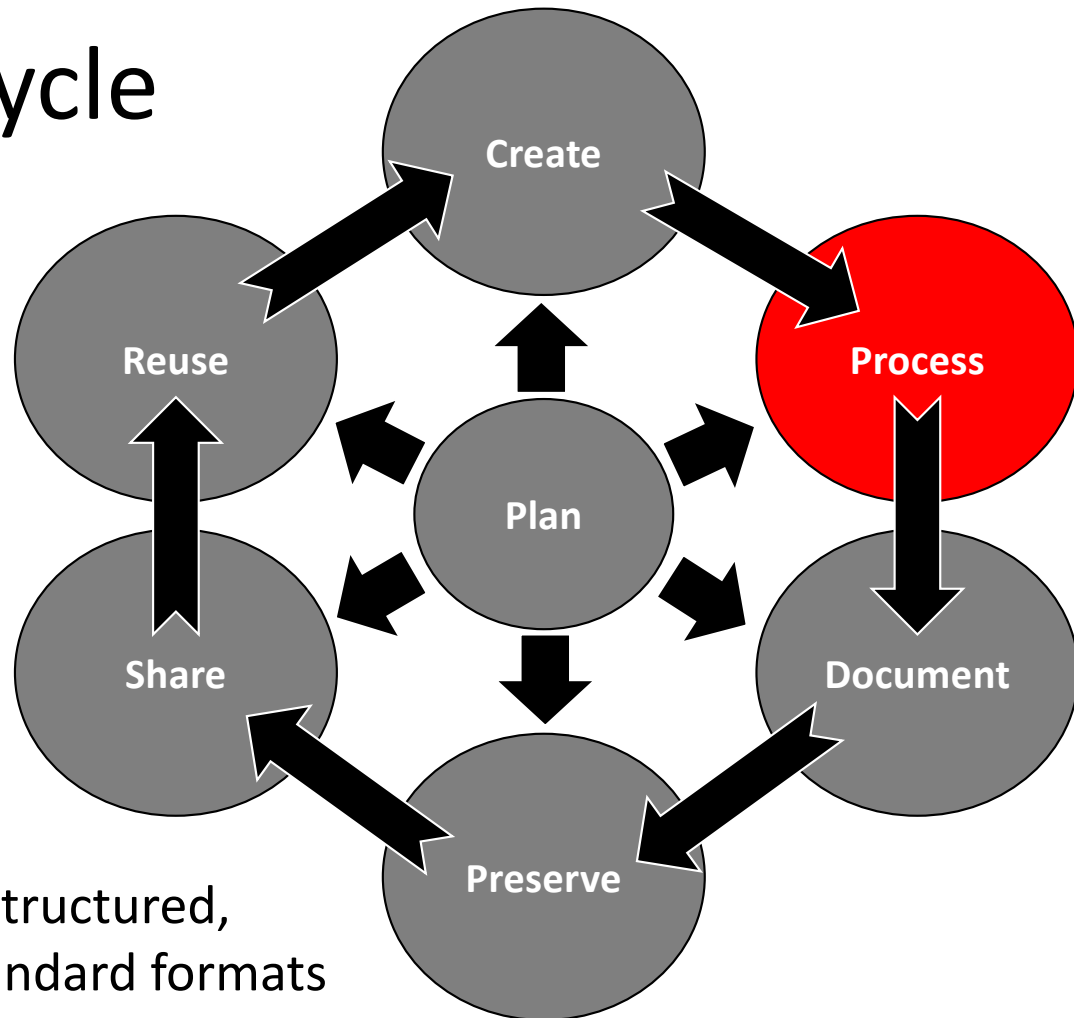 ycle
Create
Reuse
Process
Plan
Share
Document
Preserve
tructured,
ndard formats